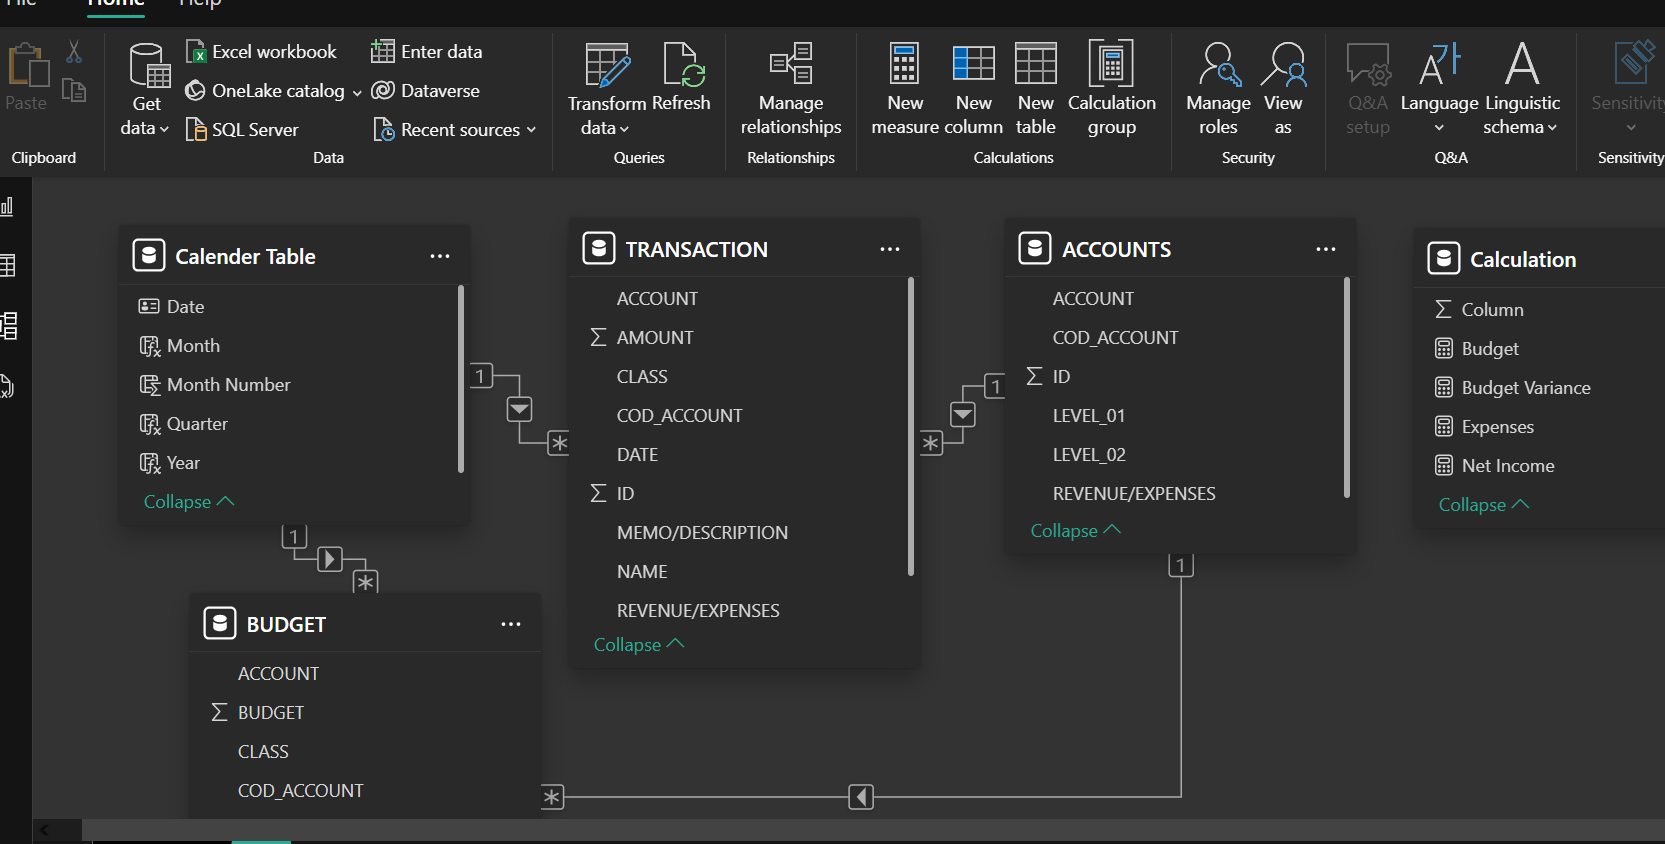 File Home Help
Paste
Clipboard
Get
data
Excel workbook
OneLake catalog
SQL Server
Enter data
Dataverse
Recent sources
Data
Transform
data
Refresh
Queries
Manage
relationships
Relationships
New
measure
New
column
New
table
Calculation
group
Calculations
Manage
roles
View
as
Security
Q&A
setup
Language
Linguistic
schema
Q&A
Sensitivity
Sensitivity
Calender Table
Date
Month
Month Number
Quarter
Year
Collapse
TRANSACTION
ACCOUNT
AMOUNT
CLASS
COD_ACCOUNT
DATE
ID
MEMO/DESCRIPTION
NAME
REVENUE/EXPENSES
Collapse
ACCOUNTS
ACCOUNT
COD_ACCOUNT
ID
LEVEL_01
LEVEL_02
REVENUE/EXPENSES
Collapse
Calculation
Column
Budget
Budget Variance
Expenses
Net Income
Collapse
1
*
*
1
1
*
1
*
BUDGET
ACCOUNT
BUDGET
CLASS
COD_ACCOUNT